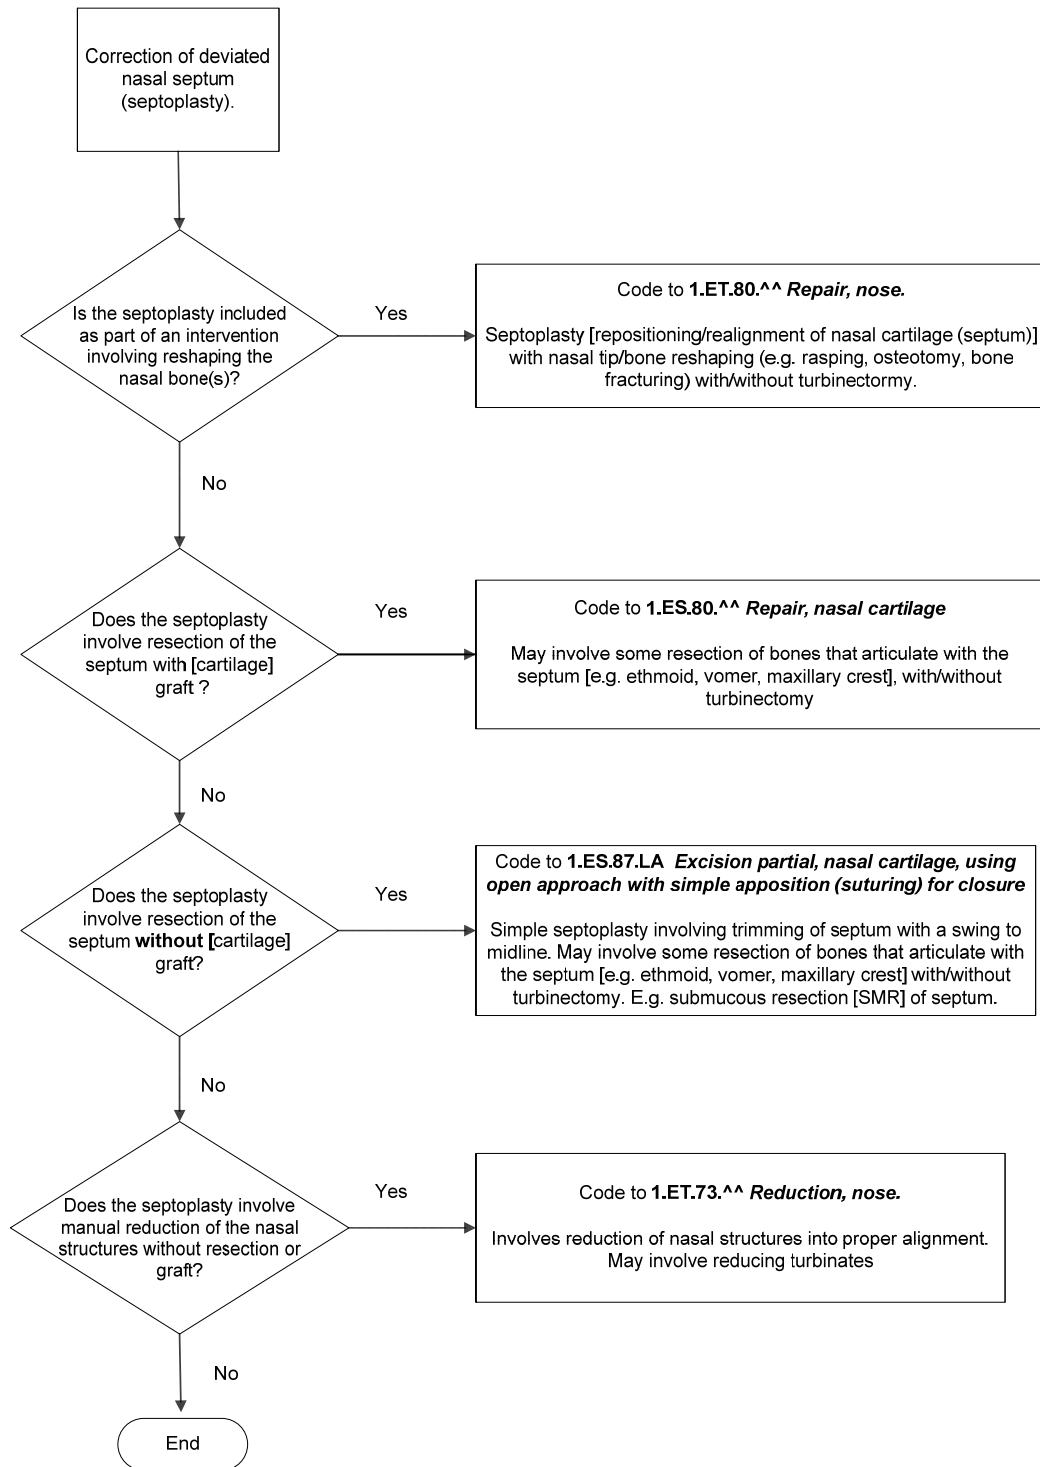 Correction of deviated
nasal septum
(septoplasty).
Is the septoplasty included
as part of an intervention
involving reshaping the
nasal bone(s)?
Yes
Code to 1.ET.80.^^ Repair, nose.
Septoplasty [repositioning/realignment of nasal cartilage (septum)]
with nasal tip/bone reshaping (e.g. rasping, osteotomy, bone
fracturing) with/without turbinectormy.
No
Does the septoplasty
involve resection of the
septum with [cartilage]
graft ?
Yes
Code to 1.ES.80.^^ Repair, nasal cartilage
May involve some resection of bones that articulate with the
septum [e.g. ethmoid, vomer, maxillary crest], with/without
turbinectomy
No
Does the septoplasty
involve resection of the
septum without [cartilage]
graft?
Yes
Code to 1.ES.87.LA Excision partial, nasal cartilage, using
open approach with simple apposition (suturing) for closure
Simple septoplasty involving trimming of septum with a swing to
midline. May involve some resection of bones that articulate with
the septum [e.g. ethmoid, vomer, maxillary crest] with/without
turbinectomy. E.g. submucous resection [SMR] of septum.
No
Does the septoplasty involve
manual reduction of the nasal
structures without resection or
graft?
Yes
Code to 1.ET.73.^^ Reduction, nose.
Involves reduction of nasal structures into proper alignment.
May involve reducing turbinates
No
End